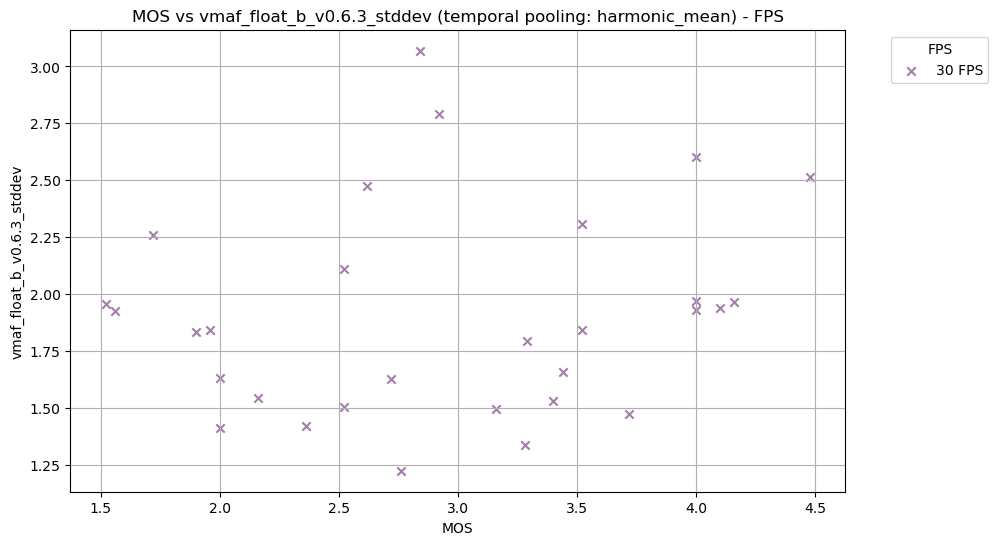 MOS vs vmaf_float_b_v0.6.3_stddev (temporal pooling: harmonic_mean) - FPS
FPS
30 FPS
vmaf_float_b_v0.6.3_stddev
3.00
2.75
2.50
2.25
2.00
1.75
1.50
1.25
1.5 2.0 2.5 3.0 3.5 4.0 4.5
MOS